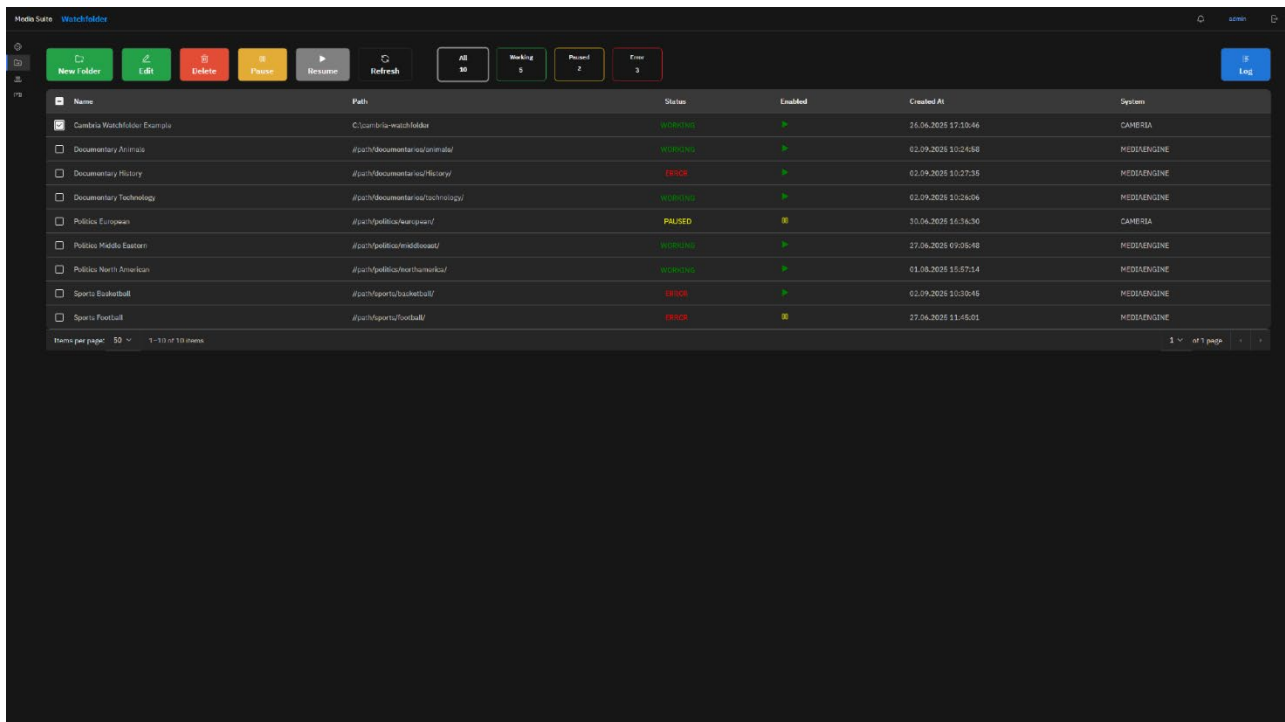 Media Suite Watchfolder admin
New Folder Edit Delete Pause Resume Refresh All 10 Working 5 Paused 2 Error 3 Log
Name Path Status Enabled Created At System
Cambria Watchfolder Example C:\cambria-watchfolder WORKING 26.06.2025 17:10:46 CAMBRIA
Documentary Animals //path/documentaries/animals/ WORKING 02.09.2025 10:24:58 MEDIAENGINE
Documentary History //path/documentaries/History/ ERROR 02.09.2025 10:27:35 MEDIAENGINE
Documentary Technology //path/documentaries/technology/ WORKING 02.09.2025 10:26:06 MEDIAENGINE
Politics European //path/politics/european/ PAUSED 30.06.2025 16:36:30 CAMBRIA
Politics Middle Eastern //path/politics/middleeast/ WORKING 27.06.2025 09:05:48 MEDIAENGINE
Politics North American //path/politics/northamerica/ WORKING 01.08.2025 15:57:14 MEDIAENGINE
Sports Basketball //path/sports/basketball/ ERROR 02.09.2025 10:30:45 MEDIAENGINE
Sports Football //path/sports/football/ ERROR 27.06.2025 11:45:01 MEDIAENGINE
Items per page: 50 1–10 of 10 items 1 of 1 page